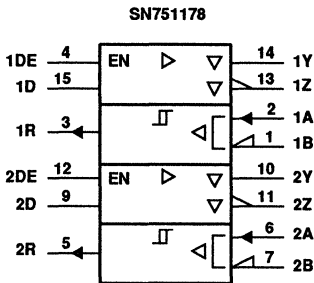 SN751178
1DE 4 EN 14 1Y
1D 15 13 1Z
1R 3 2 1A
1 1B
2DE 12 EN 10 2Y
2D 9 11 2Z
2R 5 6 2A
7 2B